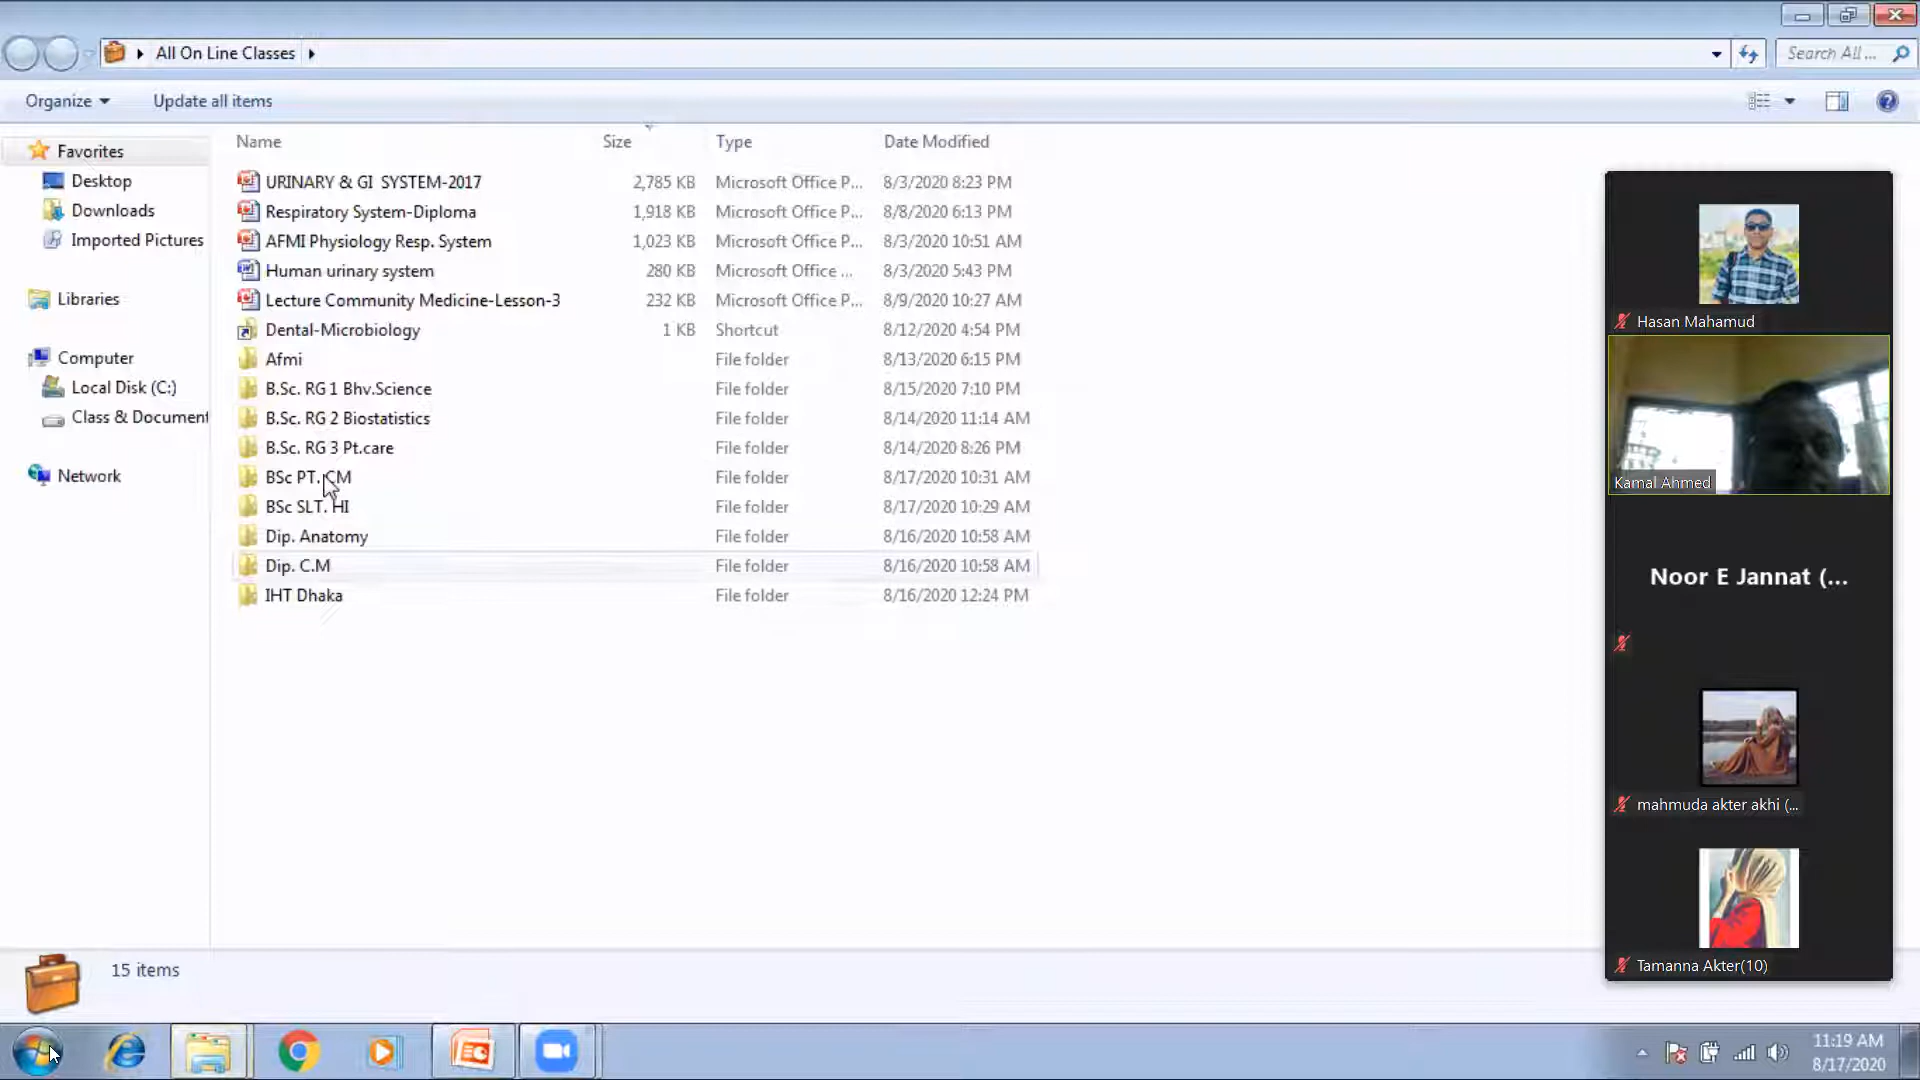 All On Line Classes
Search All ...
Organize
Update all items
Name Size Type Date Modified
Favorites
Desktop
Downloads
Imported Pictures
Libraries
Computer
Local Disk (C:)
Class & Document
Network
URINARY & GI SYSTEM-2017 2,785 KB Microsoft Office P... 8/3/2020 8:23 PM
Respiratory System-Diploma 1,918 KB Microsoft Office P... 8/8/2020 6:13 PM
AFMI Physiology Resp. System 1,023 KB Microsoft Office P... 8/3/2020 10:51 AM
Human urinary system 280 KB Microsoft Office ... 8/3/2020 5:43 PM
Lecture Community Medicine-Lesson-3 232 KB Microsoft Office P... 8/9/2020 10:27 AM
Dental-Microbiology 1 KB Shortcut 8/12/2020 4:54 PM
Afmi File folder 8/13/2020 6:15 PM
B.Sc. RG 1 Bhv.Science File folder 8/15/2020 7:10 PM
B.Sc. RG 2 Biostatistics File folder 8/14/2020 11:14 AM
B.Sc. RG 3 Pt.care File folder 8/14/2020 8:26 PM
BSc PT. CM File folder 8/17/2020 10:31 AM
BSc SLT. HI File folder 8/17/2020 10:29 AM
Dip. Anatomy File folder 8/16/2020 10:58 AM
Dip. C.M File folder 8/16/2020 10:58 AM
IHT Dhaka File folder 8/16/2020 12:24 PM
Hasan Mahamud
Kamal Ahmed
Noor E Jannat (...
mahmuda akter akhi (...
Tamanna Akter(10)
15 items
11:19 AM
8/17/2020